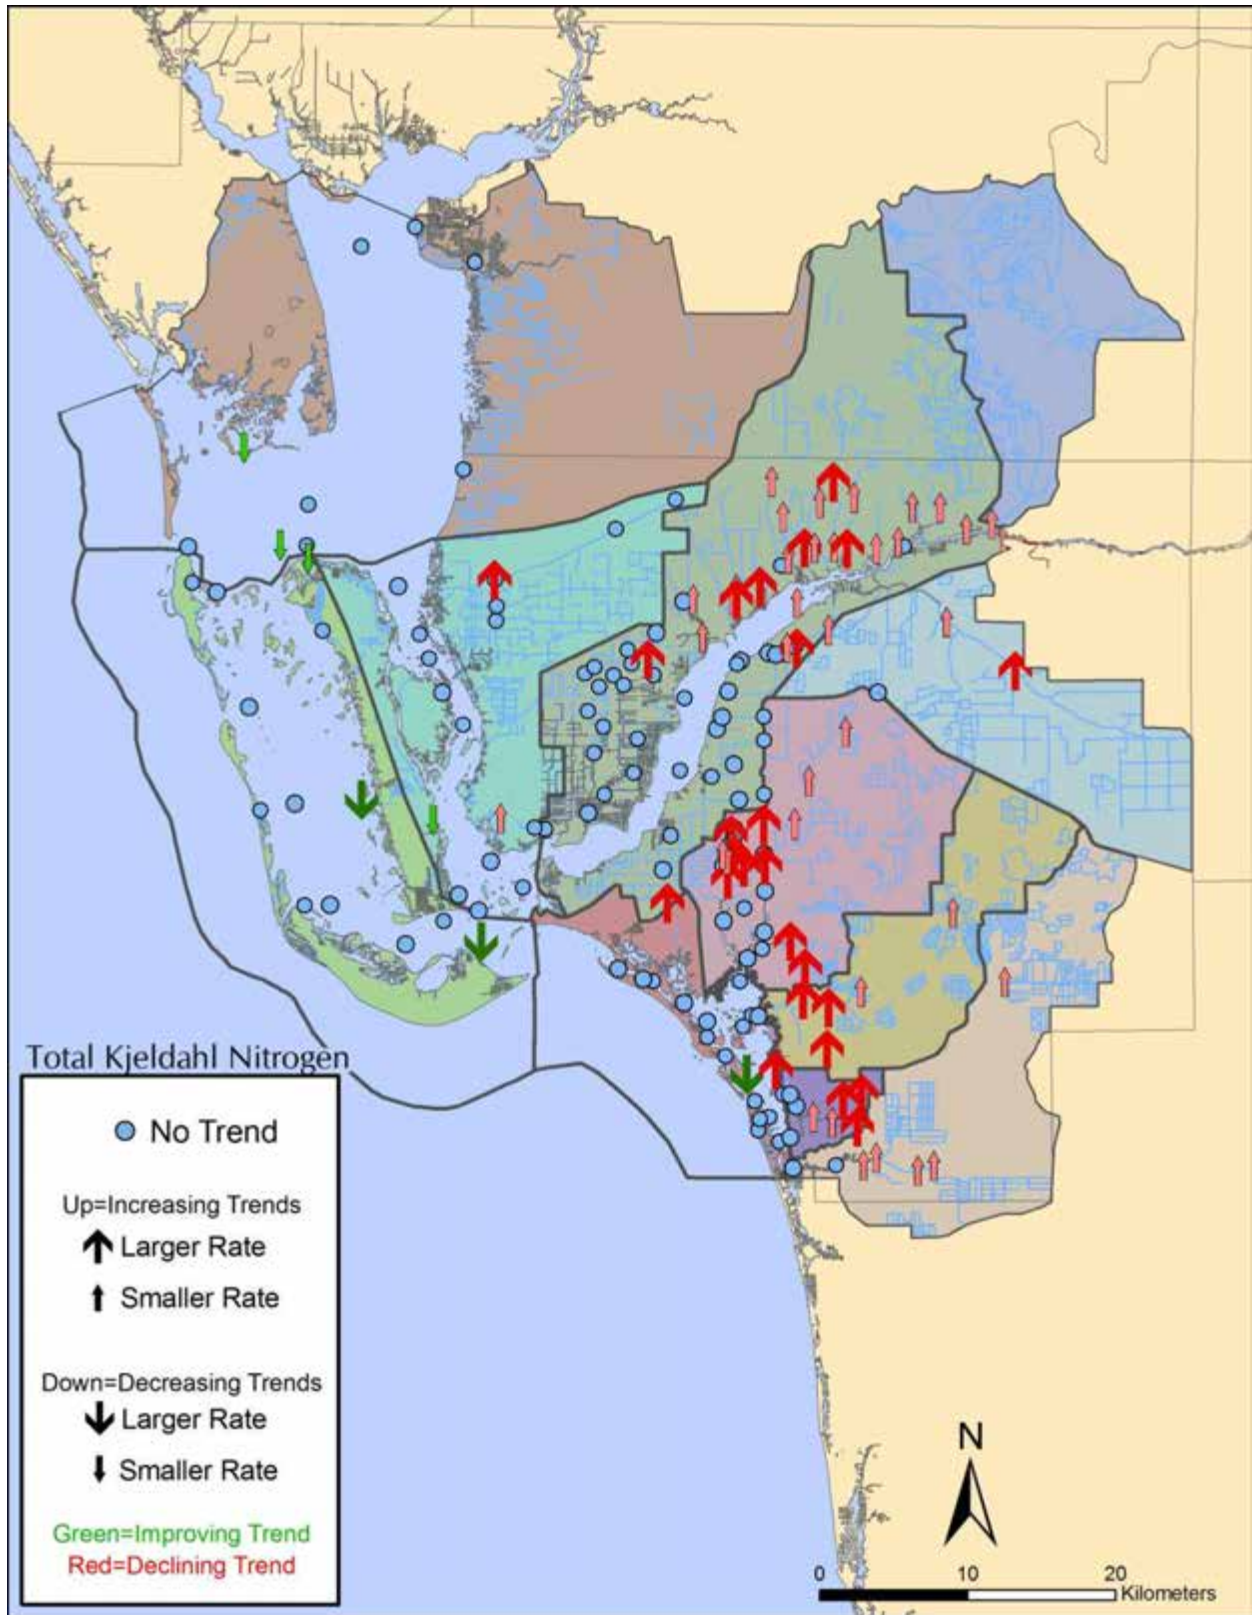 Total Kjeldahl Nitrogen
No Trend
Up=Increasing Trends
Larger Rate
Smaller Rate
Down=Decreasing Trends
Larger Rate
Smaller Rate
Green=Improving Trend
Red=Declining Trend
N
0 10 20
Kilometers